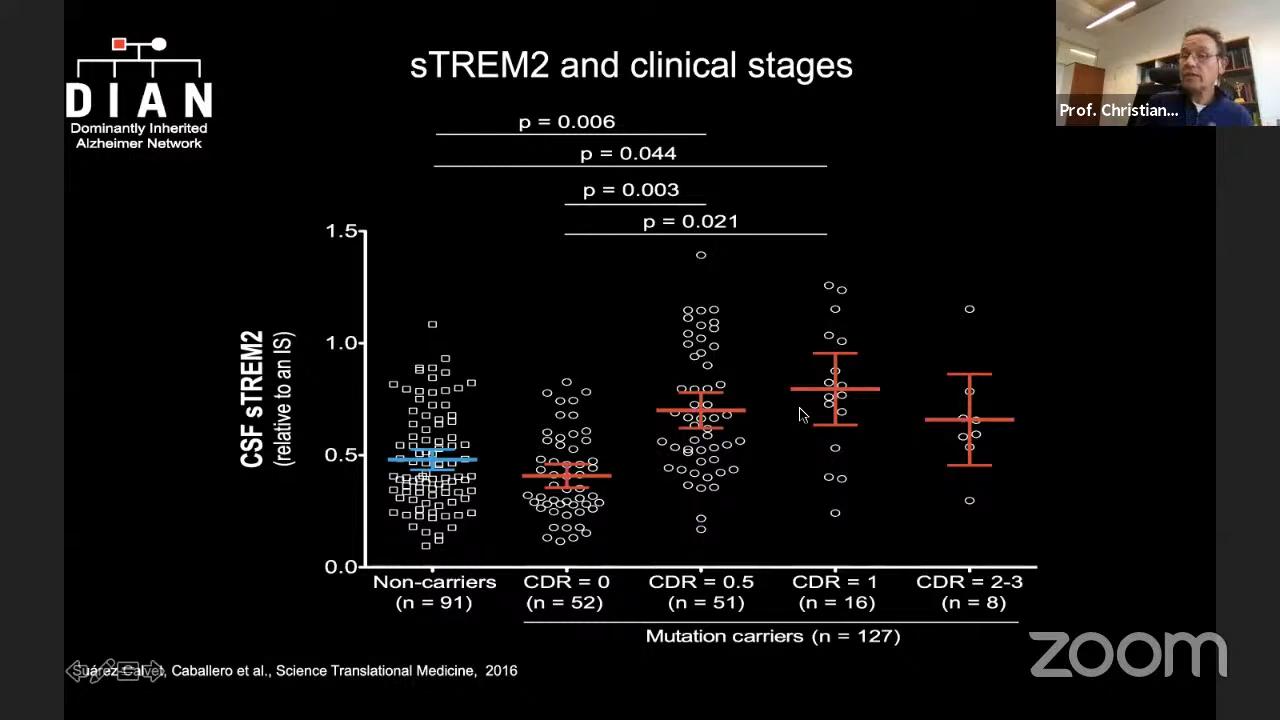 DIAN
Dominantly Inherited
Alzheimer Network
sTREM2 and clinical stages
Prof. Christian...
p = 0.006
p = 0.044
p = 0.003
p = 0.021
CSF sTREM2
(relative to an IS)
1.5
1.0
0.5
0.0
Non-carriers CDR = 0 CDR = 0.5 CDR = 1 CDR = 2-3
(n = 91) (n = 52) (n = 51) (n = 16) (n = 8)
Mutation carriers (n = 127)
Suárez-Calvet, Caballero et al., Science Translational Medicine, 2016
zoom